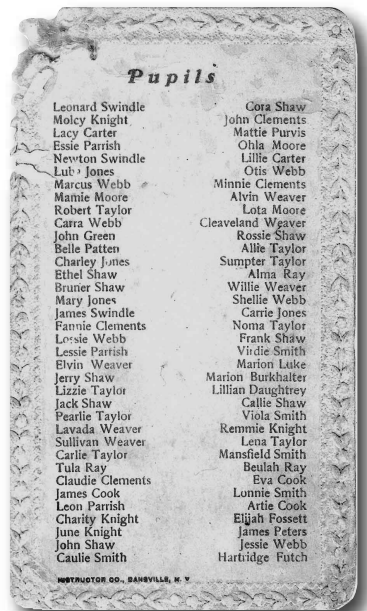 Pupils
Leonard Swindle Cora Shaw
Molcy Knight John Clements
Lacy Carter Mattie Purvis
Essie Parrish Ohla Moore
Newton Swindle Lillie Carter
Jones Otis Webb
Marcus Webb Minnie Clements
Mamie Moore Alvin Weaver
Robert Taylor Lota Moore
Carra Webb Cleaveland Weaver
John Green Rossie Shaw
Belle Patten Allie Taylor
Charley Jones Sumpter Taylor
Ethel Shaw Alma Ray
Bruner Shaw Willie Weaver
Mary Jones Shellie Webb
James Swindle Carrie Jones
Fannie Clements Noma Taylor
Lossie Webb Frank Shaw
Lessie Parrish Virdie Smith
Elvin Weaver Marion Luke
Jerry Shaw Marion Burkhalter
Lizzie Taylor Lillian Daughtrey
Jack Shaw Callie Shaw
Pearlie Taylor Viola Smith
Lavada Weaver Remmie Knight
Sullivan Weaver Lena Taylor
Carlie Taylor Mansfield Smith
Tula Ray Beulah Ray
Claudie Clements Eva Cook
James Cook Lonnie Smith
Leon Parrish Artie Cook
Charity Knight Elijah Fossett
June Knight James Peters
John Shaw Jessie Webb
Caulie Smith Hartridge Futch
INSTRUCTOR CO., DANSVILLE, N. Y